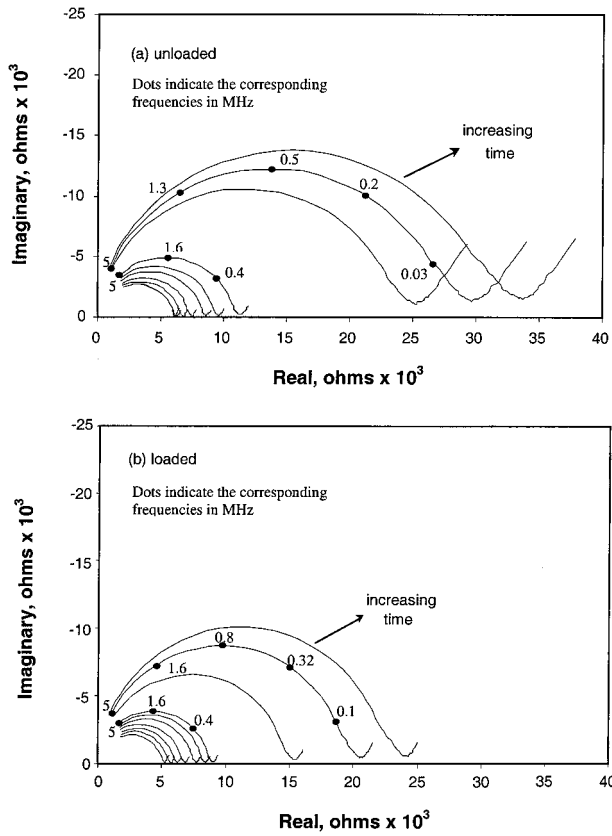 -25
(a) unloaded
-20
Dots indicate the corresponding
frequencies in MHz
-15
increasing
time
0.5
1.3
0.2
-10
1.6
-5
5
5
0.4
0.03
0
0 5 10 15 20 25 30 35 40
Imaginary, ohms x 10³
Real, ohms x 10³
-25
(b) loaded
-20
Dots indicate the corresponding
frequencies in MHz
-15
increasing
time
-10
0.8
0.32
1.6
1.6
-5
5
5
0.4
0.1
0
0 5 10 15 20 25 30 35 40
Imaginary, ohms x 10³
Real, ohms x 10³